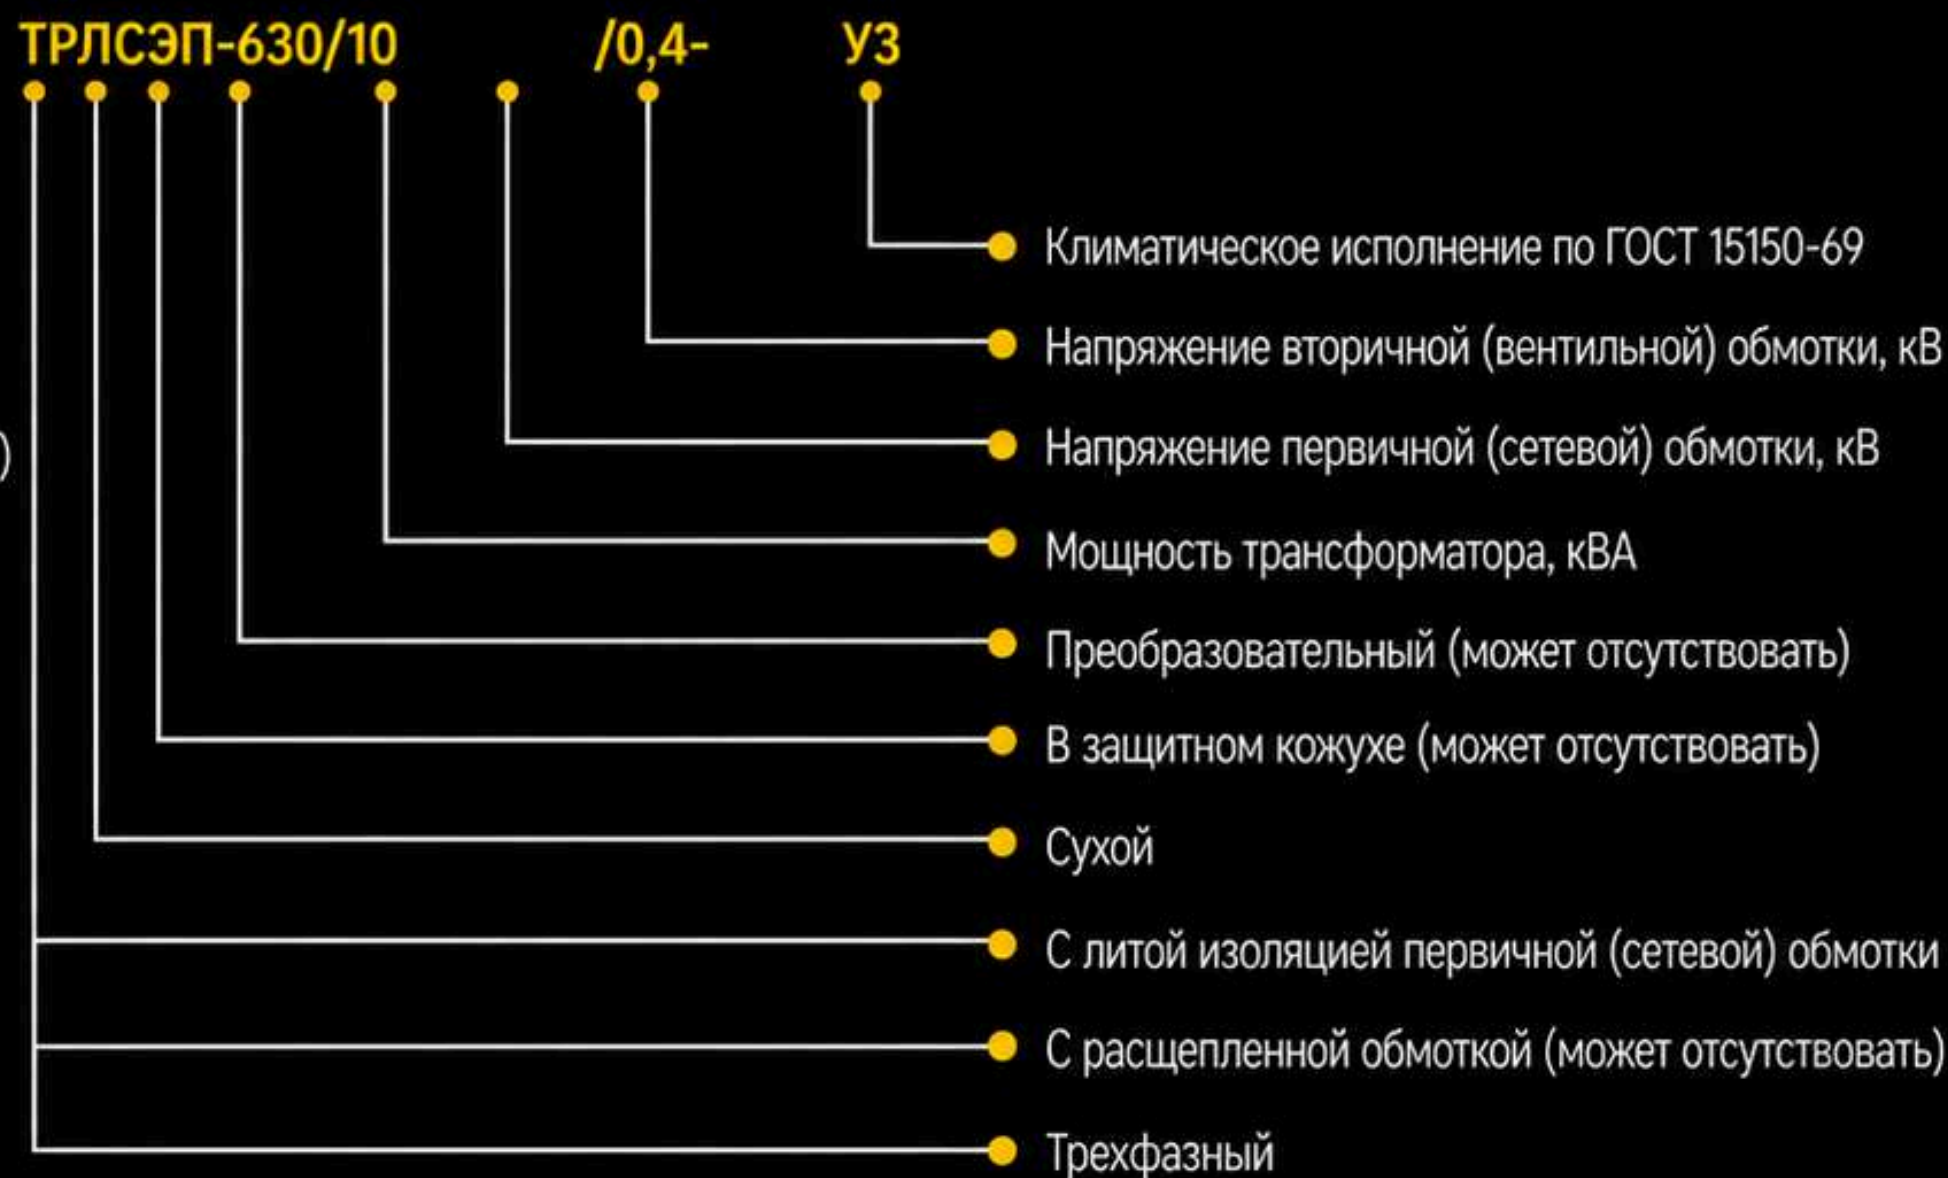 ТРЛСЭП-630/10 /0,4- У3
Климатическое исполнение по ГОСТ 15150-69
Напряжение вторичной (вентильной) обмотки, кВ
)
Напряжение первичной (сетевой) обмотки, кВ
Мощность трансформатора, кВА
Преобразовательный (может отсутствовать)
В защитном кожухе (может отсутствовать)
Сухой
С литой изоляцией первичной (сетевой) обмотки
С расщепленной обмоткой (может отсутствовать)
Трехфазный